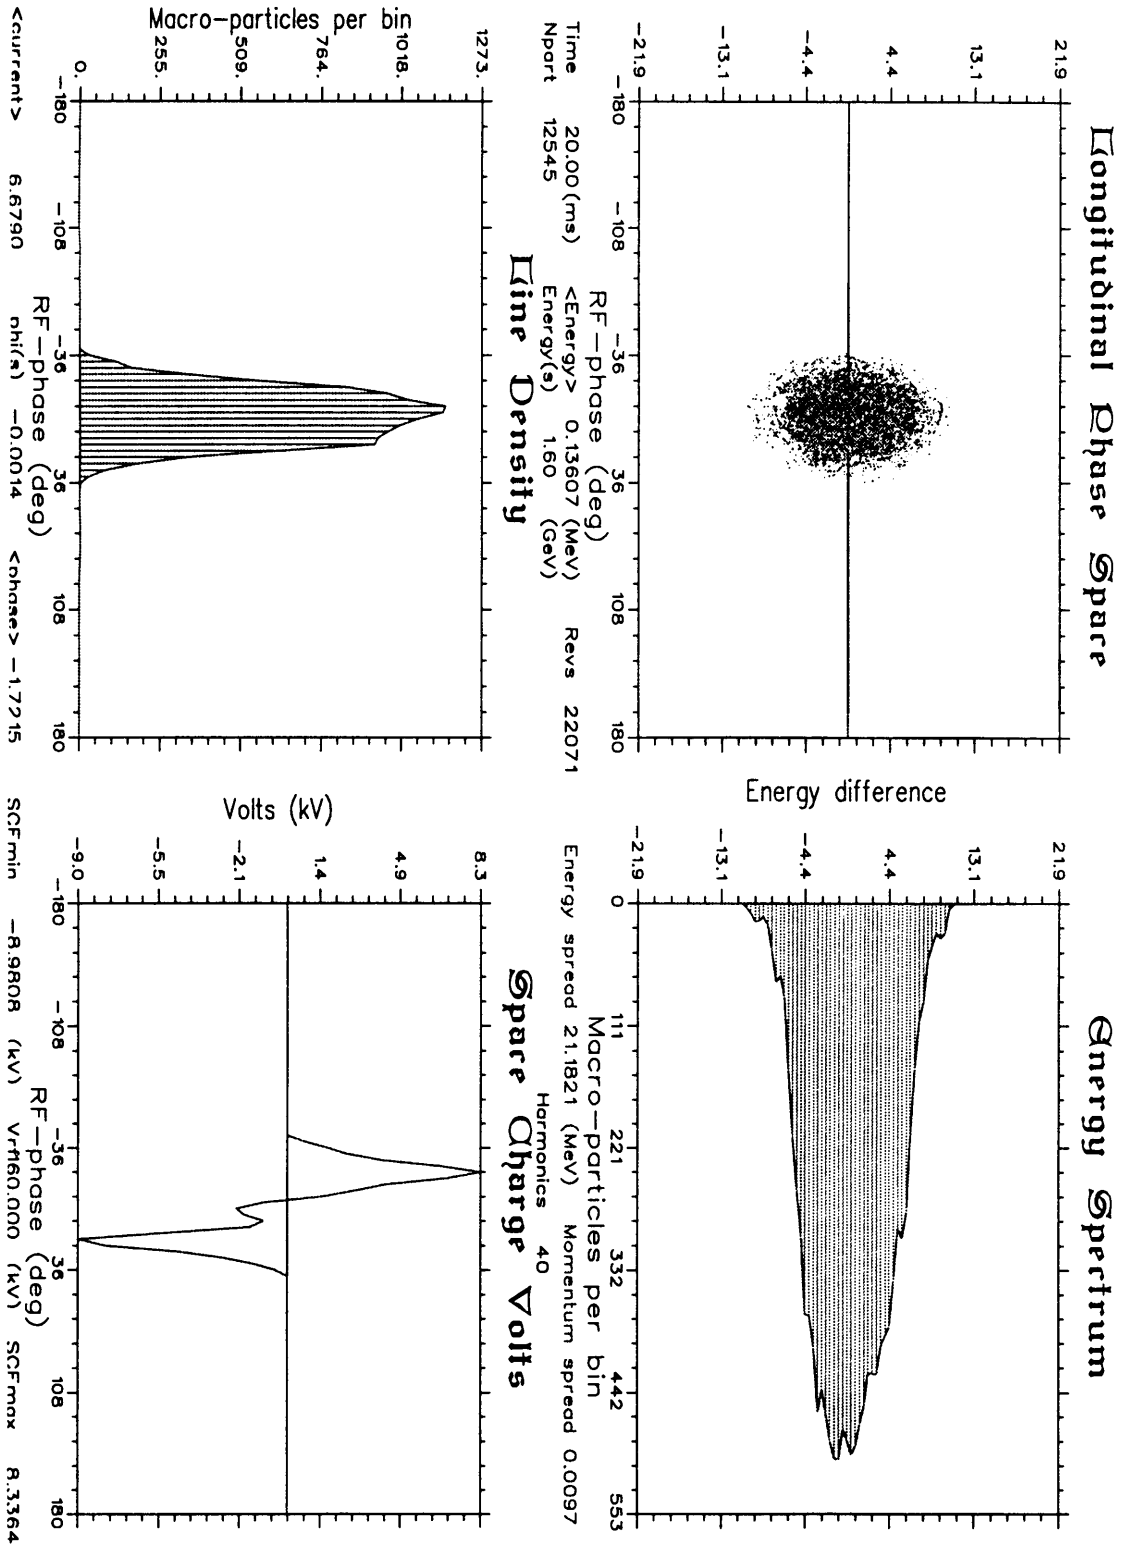 Longitudinal Phase Space
21.9
13.1
4.4
-4.4
-13.1
-21.9
-180 -108 -36 36 108 180
RF-phase (deg)
Time 20.00(ms) <Energy> 0.13607 (MeV) Revs 22071
Npart 12545 Energy(s) 1.60 (GeV)
Energy Spectrum
Energy difference
21.9
13.1
4.4
-4.4
-13.1
-21.9
0 111 221 332 442 553
Macro-particles per bin
Energy spread 21.1821 (MeV) Momentum spread 0.0097
Line Density
Macro-particles per bin
1273.
1018.
764.
509.
255.
0.
-180 -108 -36 36 108 180
RF-phase (deg)
<current> 6.6790 phi(s) -0.0014 <phase> -1.7215
Harmonics 40
Space Charge Volts
Volts (kV)
8.3
4.9
1.4
-2.1
-5.5
-9.0
-180 -108 -36 36 108 180
RF-phase (deg)
SCFmin -8.9808 (kV) Vrf160.000 (kV) SCFmax 8.3364